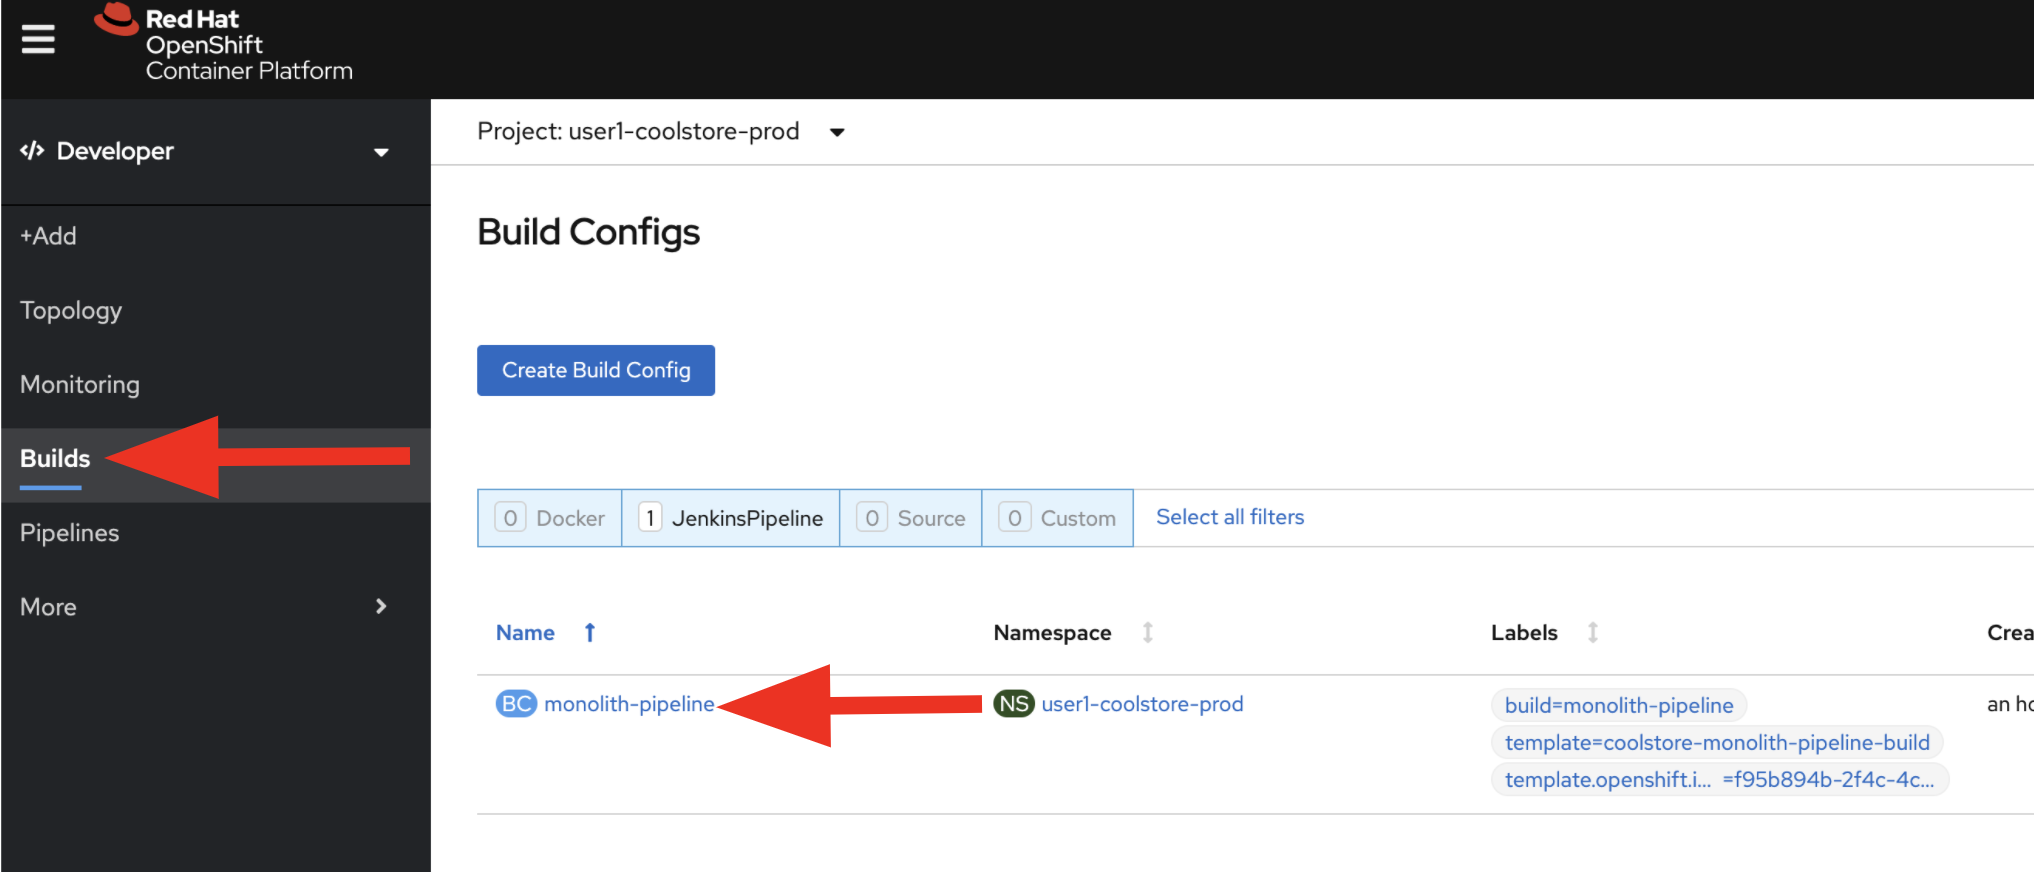 Red Hat
OpenShift
Container Platform
Developer
+Add
Topology
Monitoring
Builds
Pipelines
More
Project: user1-coolstore-prod
Build Configs
Create Build Config
0 Docker 1 JenkinsPipeline 0 Source 0 Custom Select all filters
Name Namespace Labels Crea
BC monolith-pipeline NS user1-coolstore-prod build=monolith-pipeline an ho
template=coolstore-monolith-pipeline-build
template.openshift.i... =f95b894b-2f4c-4c...